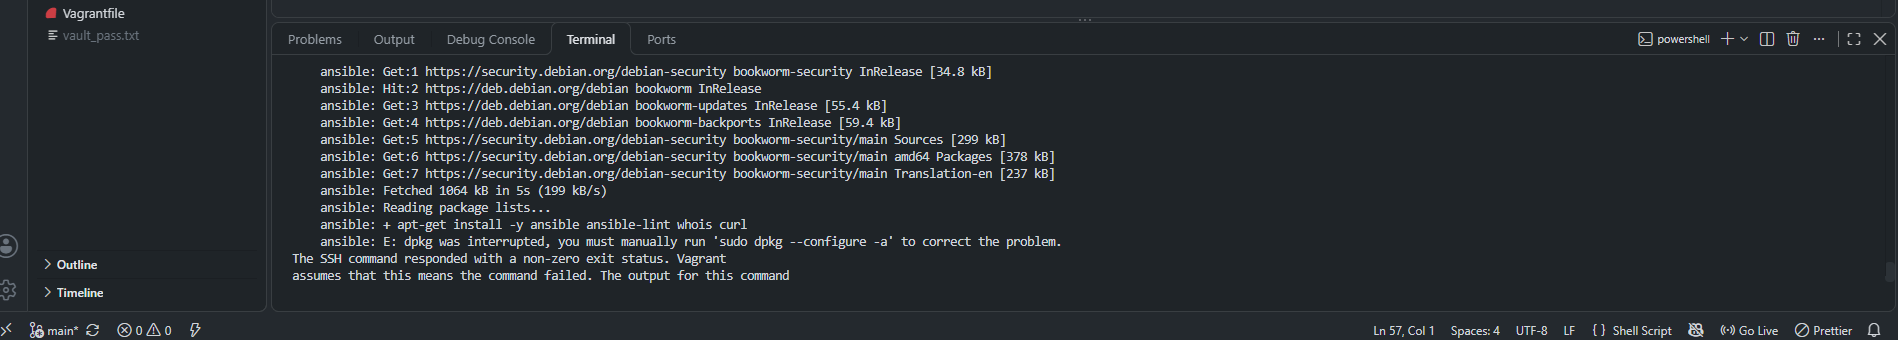 Vagrantfile
vault_pass.txt
Outline
Timeline
Problems Output Debug Console Terminal Ports
powershell
ansible: Get:1 https://security.debian.org/debian-security bookworm-security InRelease [34.8 kB]
ansible: Hit:2 https://deb.debian.org/debian bookworm InRelease
ansible: Get:3 https://deb.debian.org/debian bookworm-updates InRelease [55.4 kB]
ansible: Get:4 https://deb.debian.org/debian bookworm-backports InRelease [59.4 kB]
ansible: Get:5 https://security.debian.org/debian-security bookworm-security/main Sources [299 kB]
ansible: Get:6 https://security.debian.org/debian-security bookworm-security/main amd64 Packages [378 kB]
ansible: Get:7 https://security.debian.org/debian-security bookworm-security/main Translation-en [237 kB]
ansible: Fetched 1064 kB in 5s (199 kB/s)
ansible: Reading package lists...
ansible: + apt-get install -y ansible ansible-lint whois curl
ansible: E: dpkg was interrupted, you must manually run 'sudo dpkg --configure -a' to correct the problem.
The SSH command responded with a non-zero exit status. Vagrant
assumes that this means the command failed. The output for this command
main* 0 0 Ln 57, Col 1 Spaces: 4 UTF-8 LF { } Shell Script Go Live Prettier